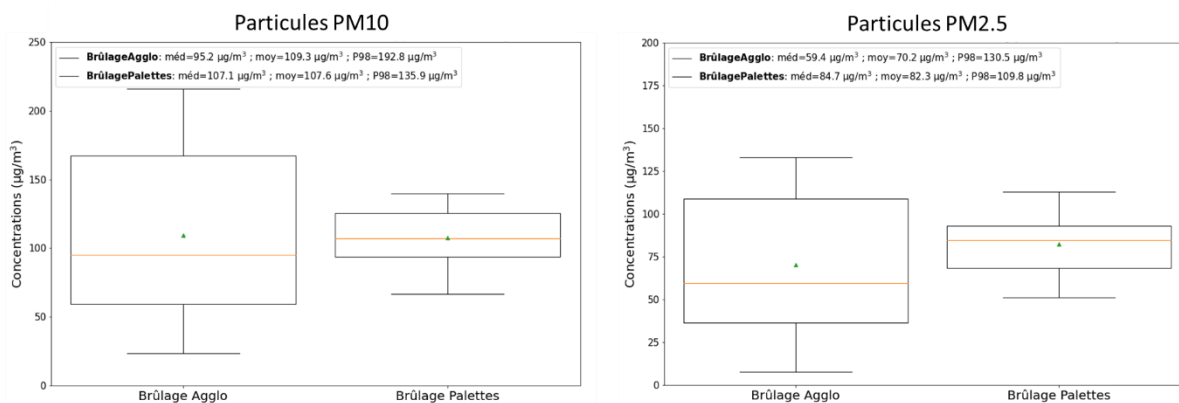 Particules PM10
250
200
150
100
50
0
Concentrations (µg/m³)
BrûlageAgglo: méd=95.2 µg/m³ ; moy=109.3 µg/m³ ; P98=192.8 µg/m³
BrûlagePalettes: méd=107.1 µg/m³ ; moy=107.6 µg/m³ ; P98=135.9 µg/m³
Brûlage Agglo
Brûlage Palettes
Particules PM2.5
200
175
150
125
100
75
50
25
0
Concentrations (µg/m³)
BrûlageAgglo: méd=59.4 µg/m³ ; moy=70.2 µg/m³ ; P98=130.5 µg/m³
BrûlagePalettes: méd=84.7 µg/m³ ; moy=82.3 µg/m³ ; P98=109.8 µg/m³
Brûlage Agglo
Brûlage Palettes